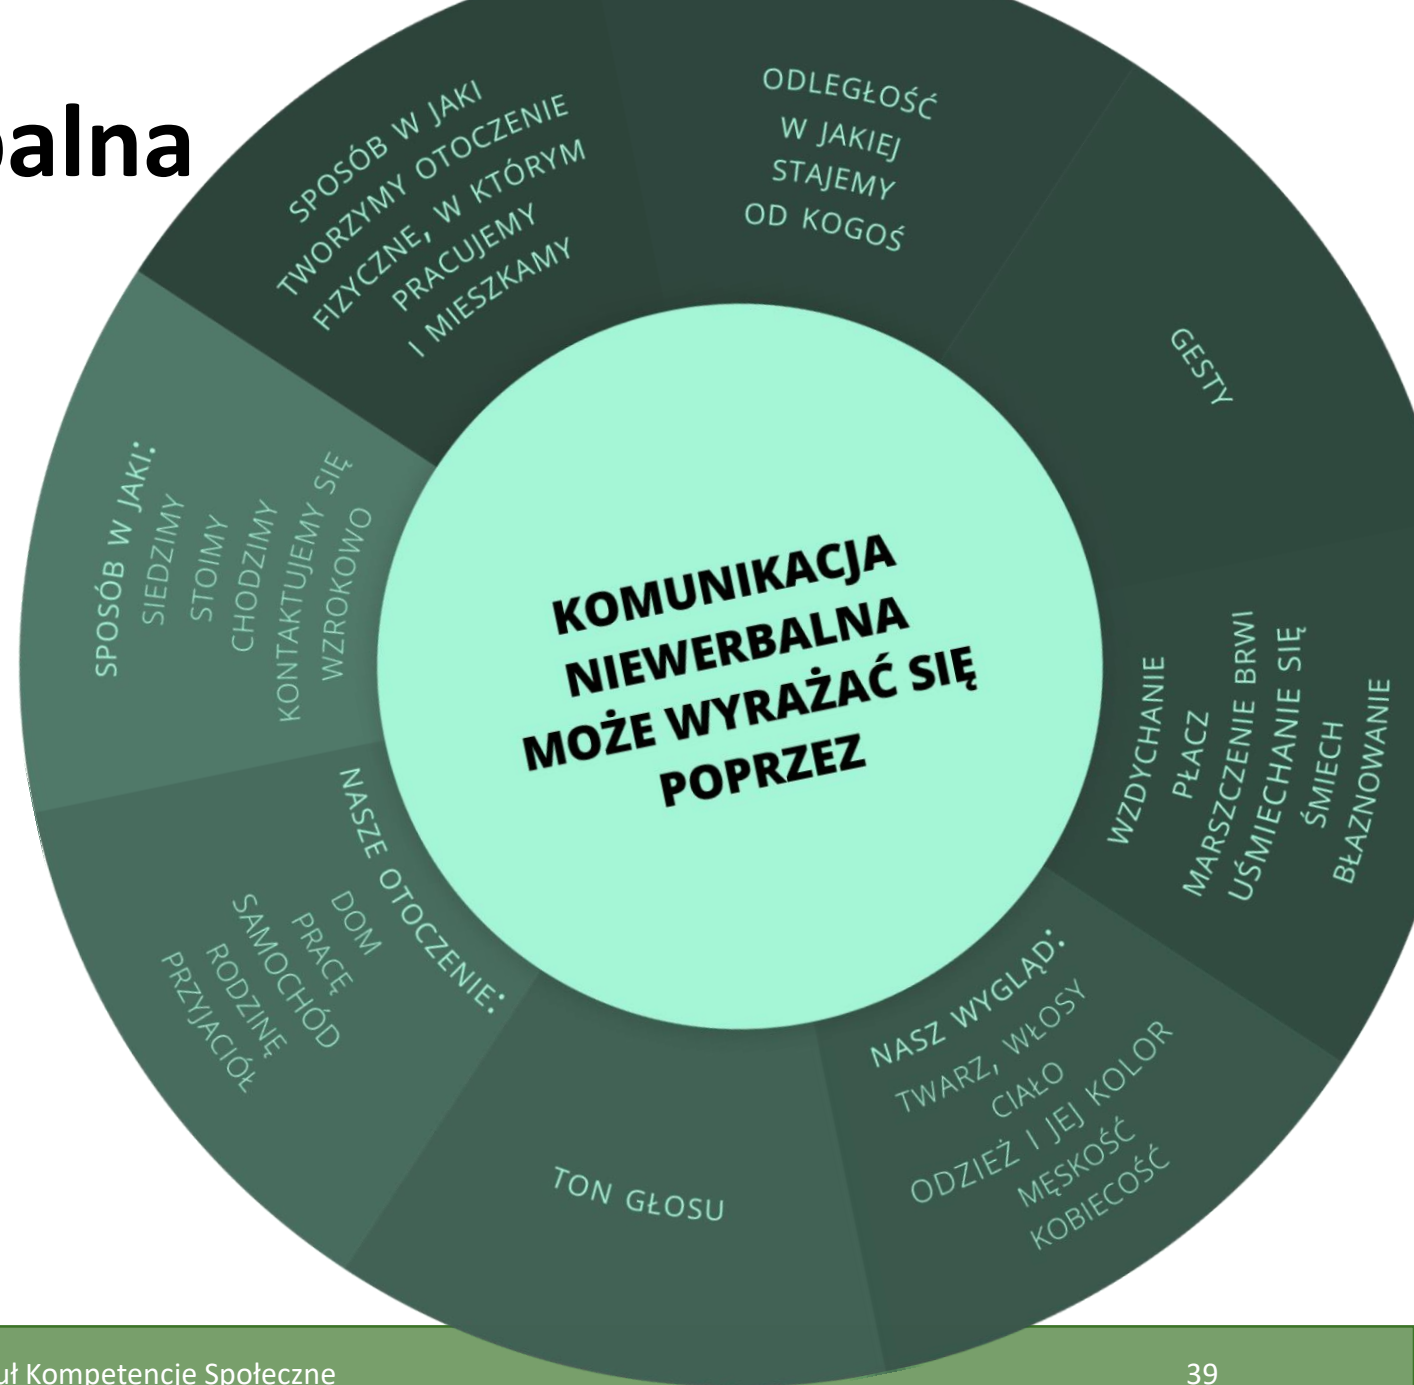 KOMUNIKACJA
NIEWERBALNA
MOŻE WYRAŻAĆ SIĘ
POPRZEZ
SPOSÓB W JAKI
TWORZYMY OTOCZENIE
FIZYCZNE, W KTÓRYM
PRACUJEMY
I MIESZKAMY
ODLEGŁOŚĆ
W JAKIEJ
STAJEMY
OD KOGOŚ
GESTY
WZDYCHANIE
PŁACZ
MARSZCZENIE BRWI
UŚMIECHANIE SIĘ
ŚMIECH
BŁAZNOWANIE
NASZ WYGLĄD:
TWARZ, WŁOSY
CIAŁO
ODZIEŻ I JEJ KOLOR
MĘSKOŚĆ
KOBIECOŚĆ
TON GŁOSU
NASZE OTOCZENIE:
DOM
PRACĘ
SAMOCHÓD
RODZINĘ
PRZYJACIÓŁ
SPOSÓB W JAKI:
SIEDZIMY
STOIMY
CHODZIMY
KONTAKTUJEMY SIĘ
WZROKOWO
Kompetencje Społeczne
39